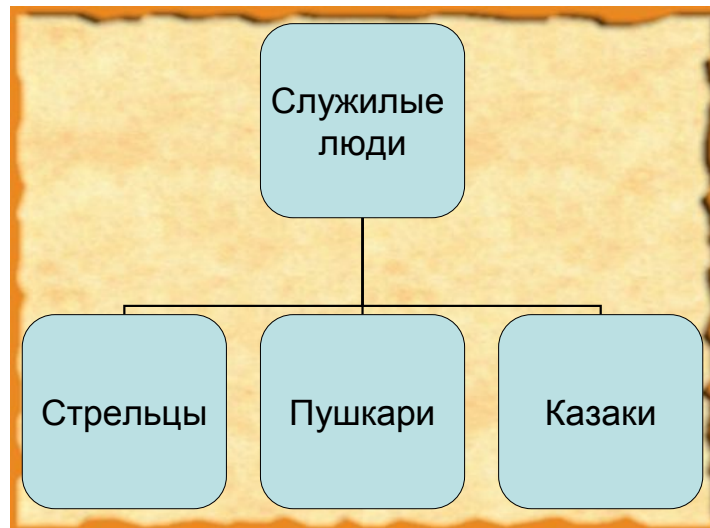 Служилые
люди
Стрельцы
Пушкари
Казаки